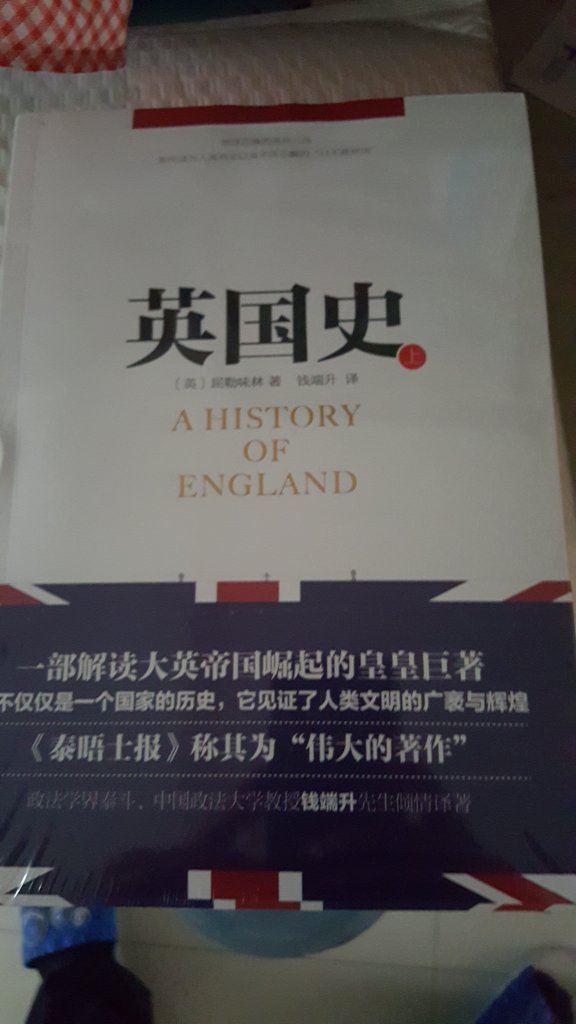 英国史 上
〔英〕屈勒味林 著 钱端升 译
A HISTORY
OF
ENGLAND
一部解读大英帝国崛起的皇皇巨著
不仅仅是一个国家的历史，它见证了人类文明的广袤与辉煌
《泰晤士报》称其为“伟大的著作”
政法学界泰斗、中国政法大学教授钱端升先生倾情译著